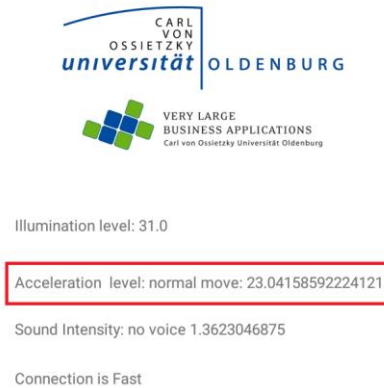 CARL
VON
OSSIETZKY
universität OLDENBURG
VERY LARGE
BUSINESS APPLICATIONS
Carl von Ossietzky Universität Oldenburg
Illumination level: 31.0
Acceleration level: normal move: 23.04158592224121
Sound Intensity: no voice 1.3623046875
Connection is Fast